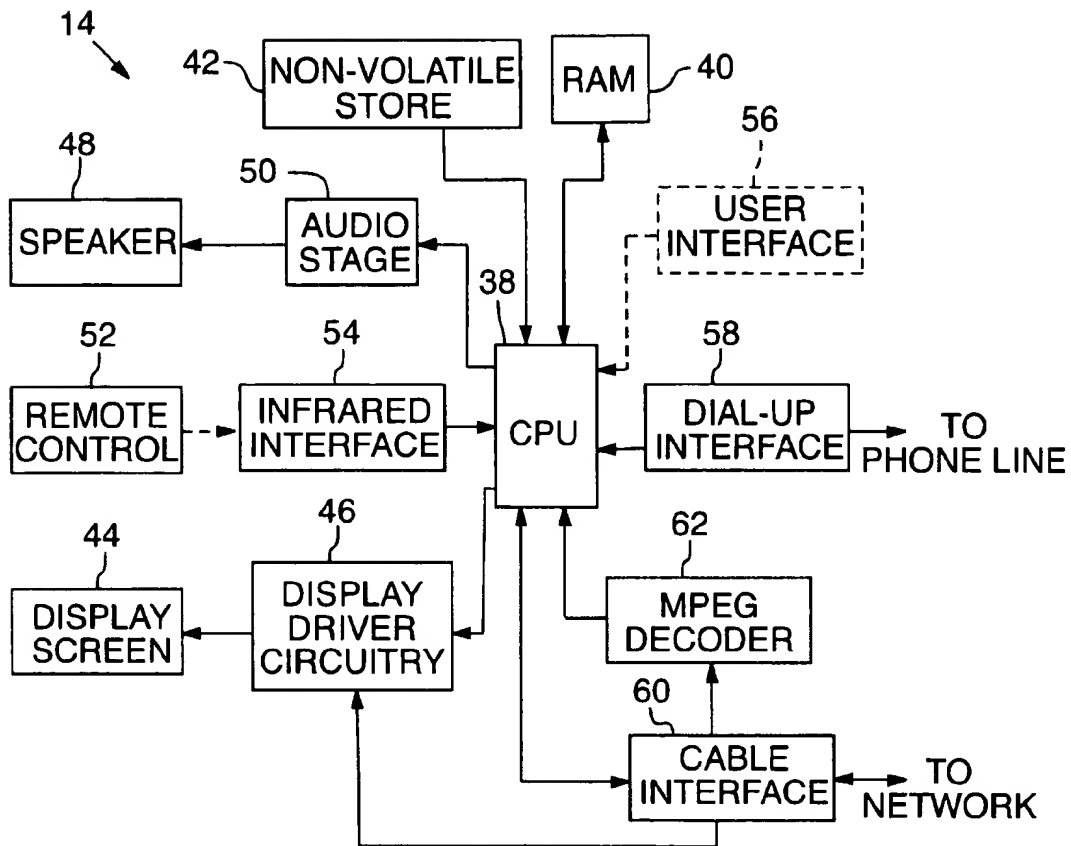 14
42
NON-VOLATILE
STORE
RAM
40
56
USER
INTERFACE
48
SPEAKER
50
AUDIO
STAGE
38
CPU
52
REMOTE
CONTROL
54
INFRARED
INTERFACE
58
DIAL-UP
INTERFACE
TO
PHONE LINE
44
DISPLAY
SCREEN
46
DISPLAY
DRIVER
CIRCUITRY
62
MPEG
DECODER
60
CABLE
INTERFACE
TO
NETWORK